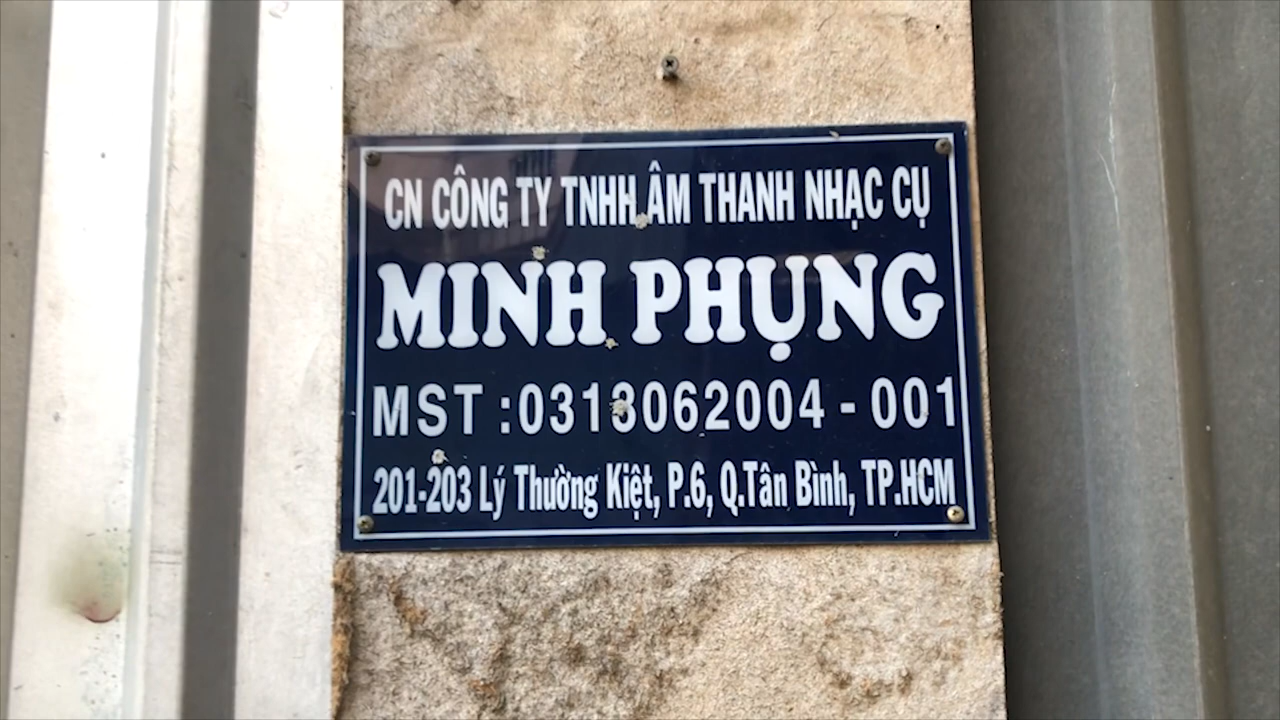 CN CÔNG TY TNHH ÂM THANH NHẠC CỤ
MINH PHỤNG
MST :0313062004 - 001
201-203 Lý Thường Kiệt, P.6, Q.Tân Bình, TP.HCM